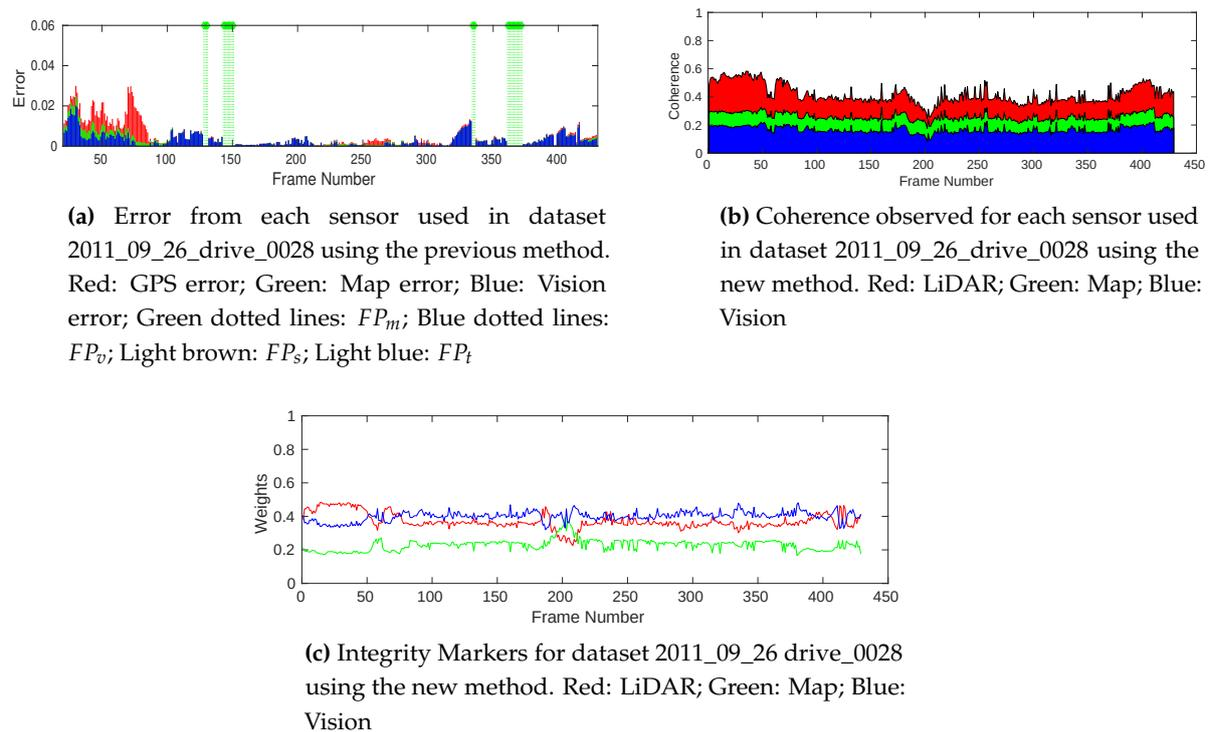 0.06
0.04
0.02
0
Error
50
100
150
200
250
300
350
400
Frame Number
(a) Error from each sensor used in dataset
2011_09_26_drive_0028 using the previous method.
Red: GPS error; Green: Map error; Blue: Vision
error; Green dotted lines: FPm; Blue dotted lines:
FPv; Light brown: FPs; Light blue: FPt
1
0.8
0.6
0.4
0.2
0
Coherence
0
50
100
150
200
250
300
350
400
450
Frame Number
(b) Coherence observed for each sensor used
in dataset 2011_09_26_drive_0028 using the
new method. Red: LiDAR; Green: Map; Blue:
Vision
1
0.8
0.6
0.4
0.2
0
Weights
0
50
100
150
200
250
300
350
400
450
Frame Number
(c) Integrity Markers for dataset 2011_09_26 drive_0028
using the new method. Red: LiDAR; Green: Map; Blue:
Vision